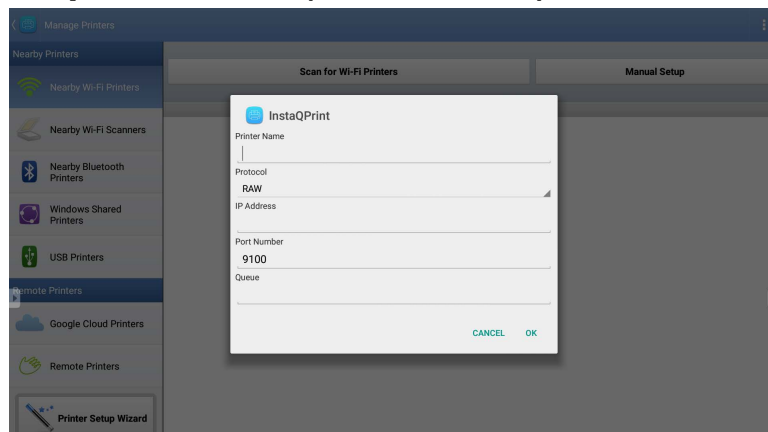 Manage Printers
Nearby Printers
Nearby Wi-Fi Printers
Nearby Wi-Fi Scanners
Nearby Bluetooth
Printers
Windows Shared
Printers
USB Printers
Remote Printers
Google Cloud Printers
Remote Printers
Printer Setup Wizard
Scan for Wi-Fi Printers
Manual Setup
InstaQPrint
Printer Name
Protocol
RAW
IP Address
Port Number
9100
Queue
CANCEL OK